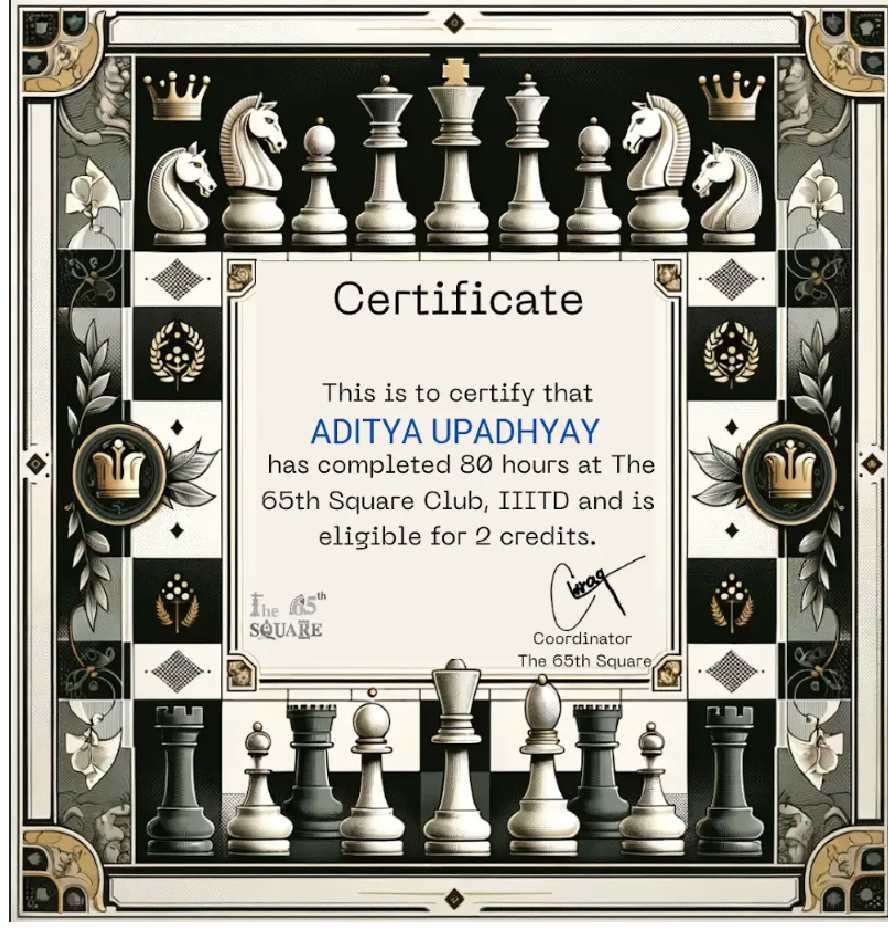 Certificate
This is to certify that
ADITYA UPADHYAY
has completed 80 hours at The
65th Square Club, IIITD and is
eligible for 2 credits.
The 65th
SQUARE
Chirag
Coordinator
The 65th Square